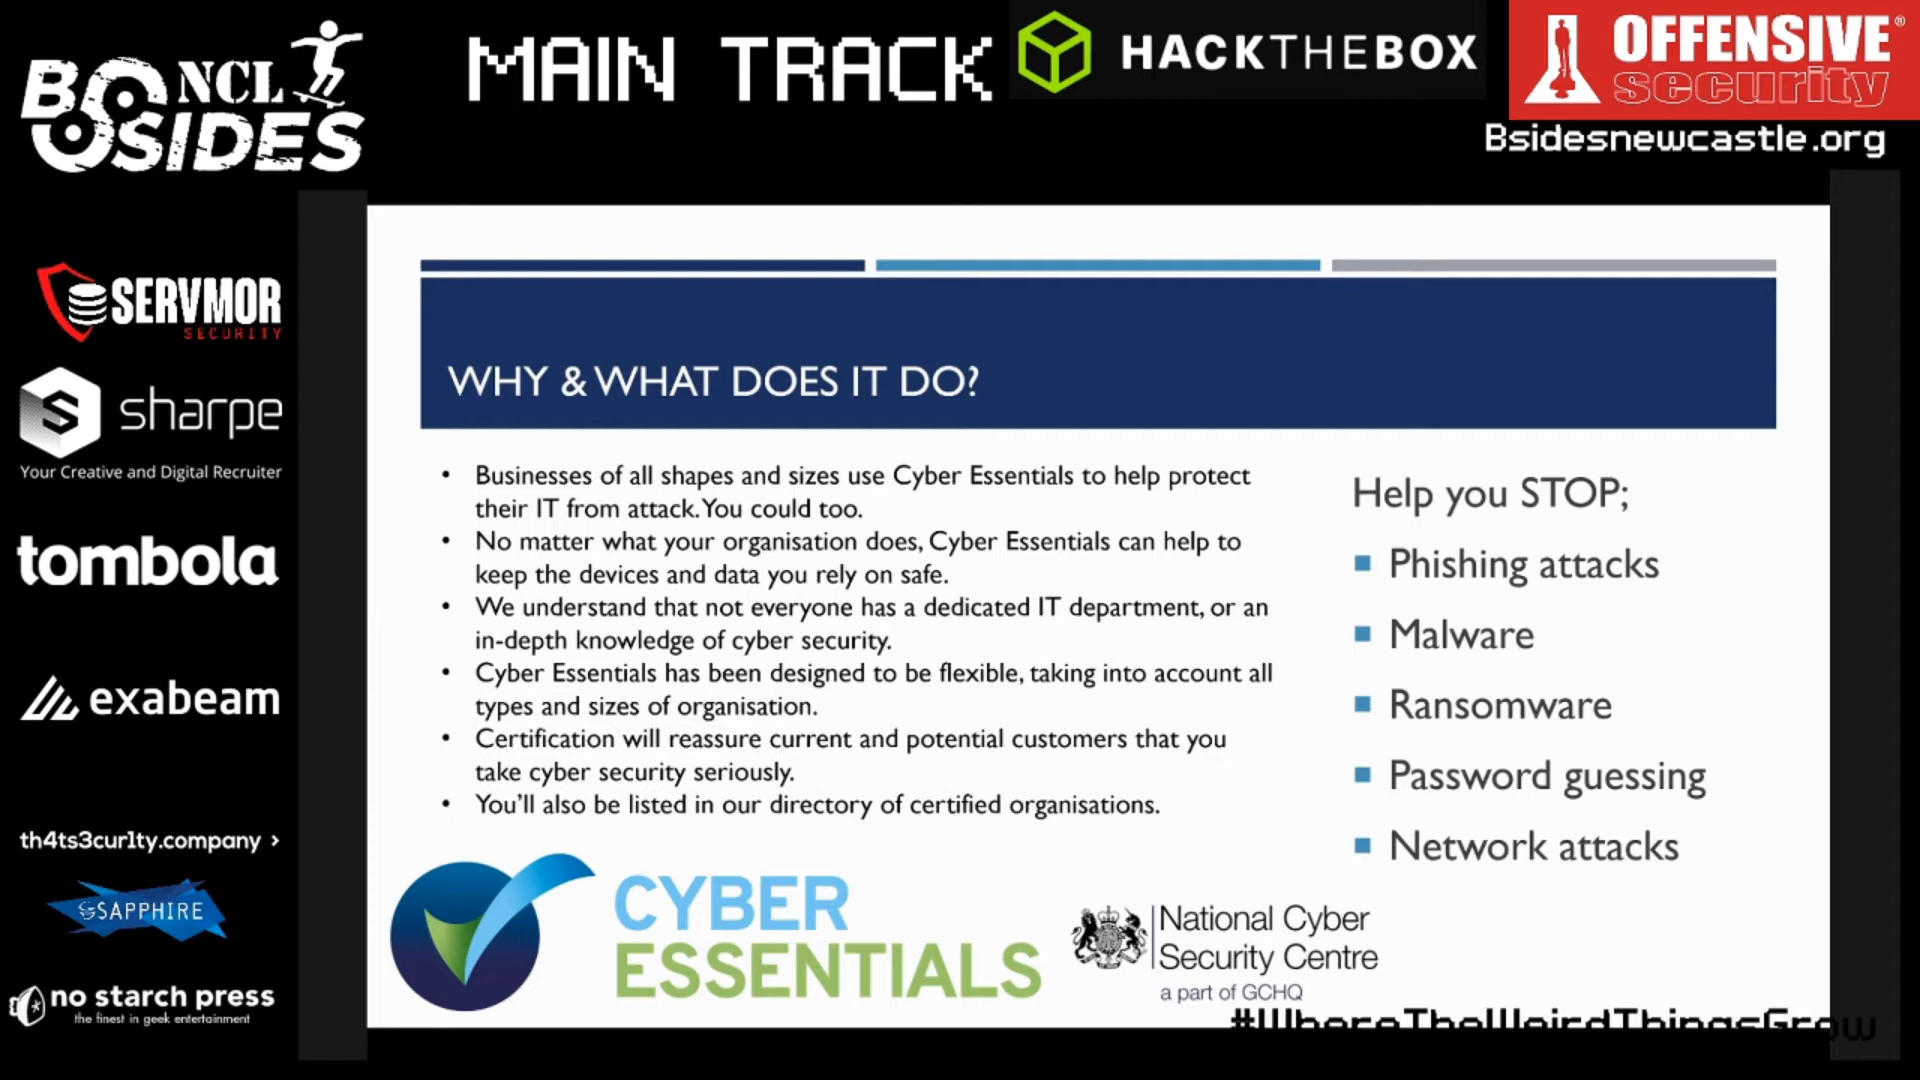 BSIDES NCL
MAIN TRACK
HACKTHEBOX
OFFENSIVE®
security
Bsidesnewcastle.org
SERVMOR
SECURITY
sharpe
Your Creative and Digital Recruiter
tombola
exabeam
th4ts3cur1ty.company >
SAPPHIRE
no starch press
the finest in geek entertainment
WHY & WHAT DOES IT DO?
• Businesses of all shapes and sizes use Cyber Essentials to help protect
their IT from attack. You could too.
• No matter what your organisation does, Cyber Essentials can help to
keep the devices and data you rely on safe.
• We understand that not everyone has a dedicated IT department, or an
in-depth knowledge of cyber security.
• Cyber Essentials has been designed to be flexible, taking into account all
types and sizes of organisation.
• Certification will reassure current and potential customers that you
take cyber security seriously.
• You'll also be listed in our directory of certified organisations.
Help you STOP;
Phishing attacks
Malware
Ransomware
Password guessing
Network attacks
CYBER
ESSENTIALS
National Cyber
Security Centre
a part of GCHQ
#WhereTheWeirdThingsGrow